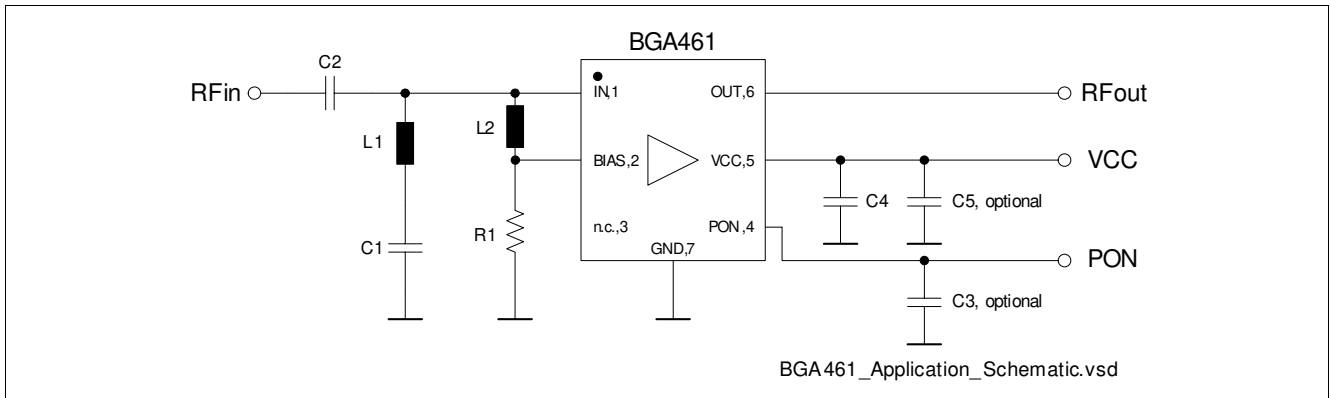 BGA461
C2
RFin
IN,1
OUT,6
RFout
L1
L2
BIAS,2
VCC,5
VCC
C4
C5, optional
C1
R1
n.c.,3
PON,4
GND,7
PON
C3, optional
BGA461_Application_Schematic.vsd